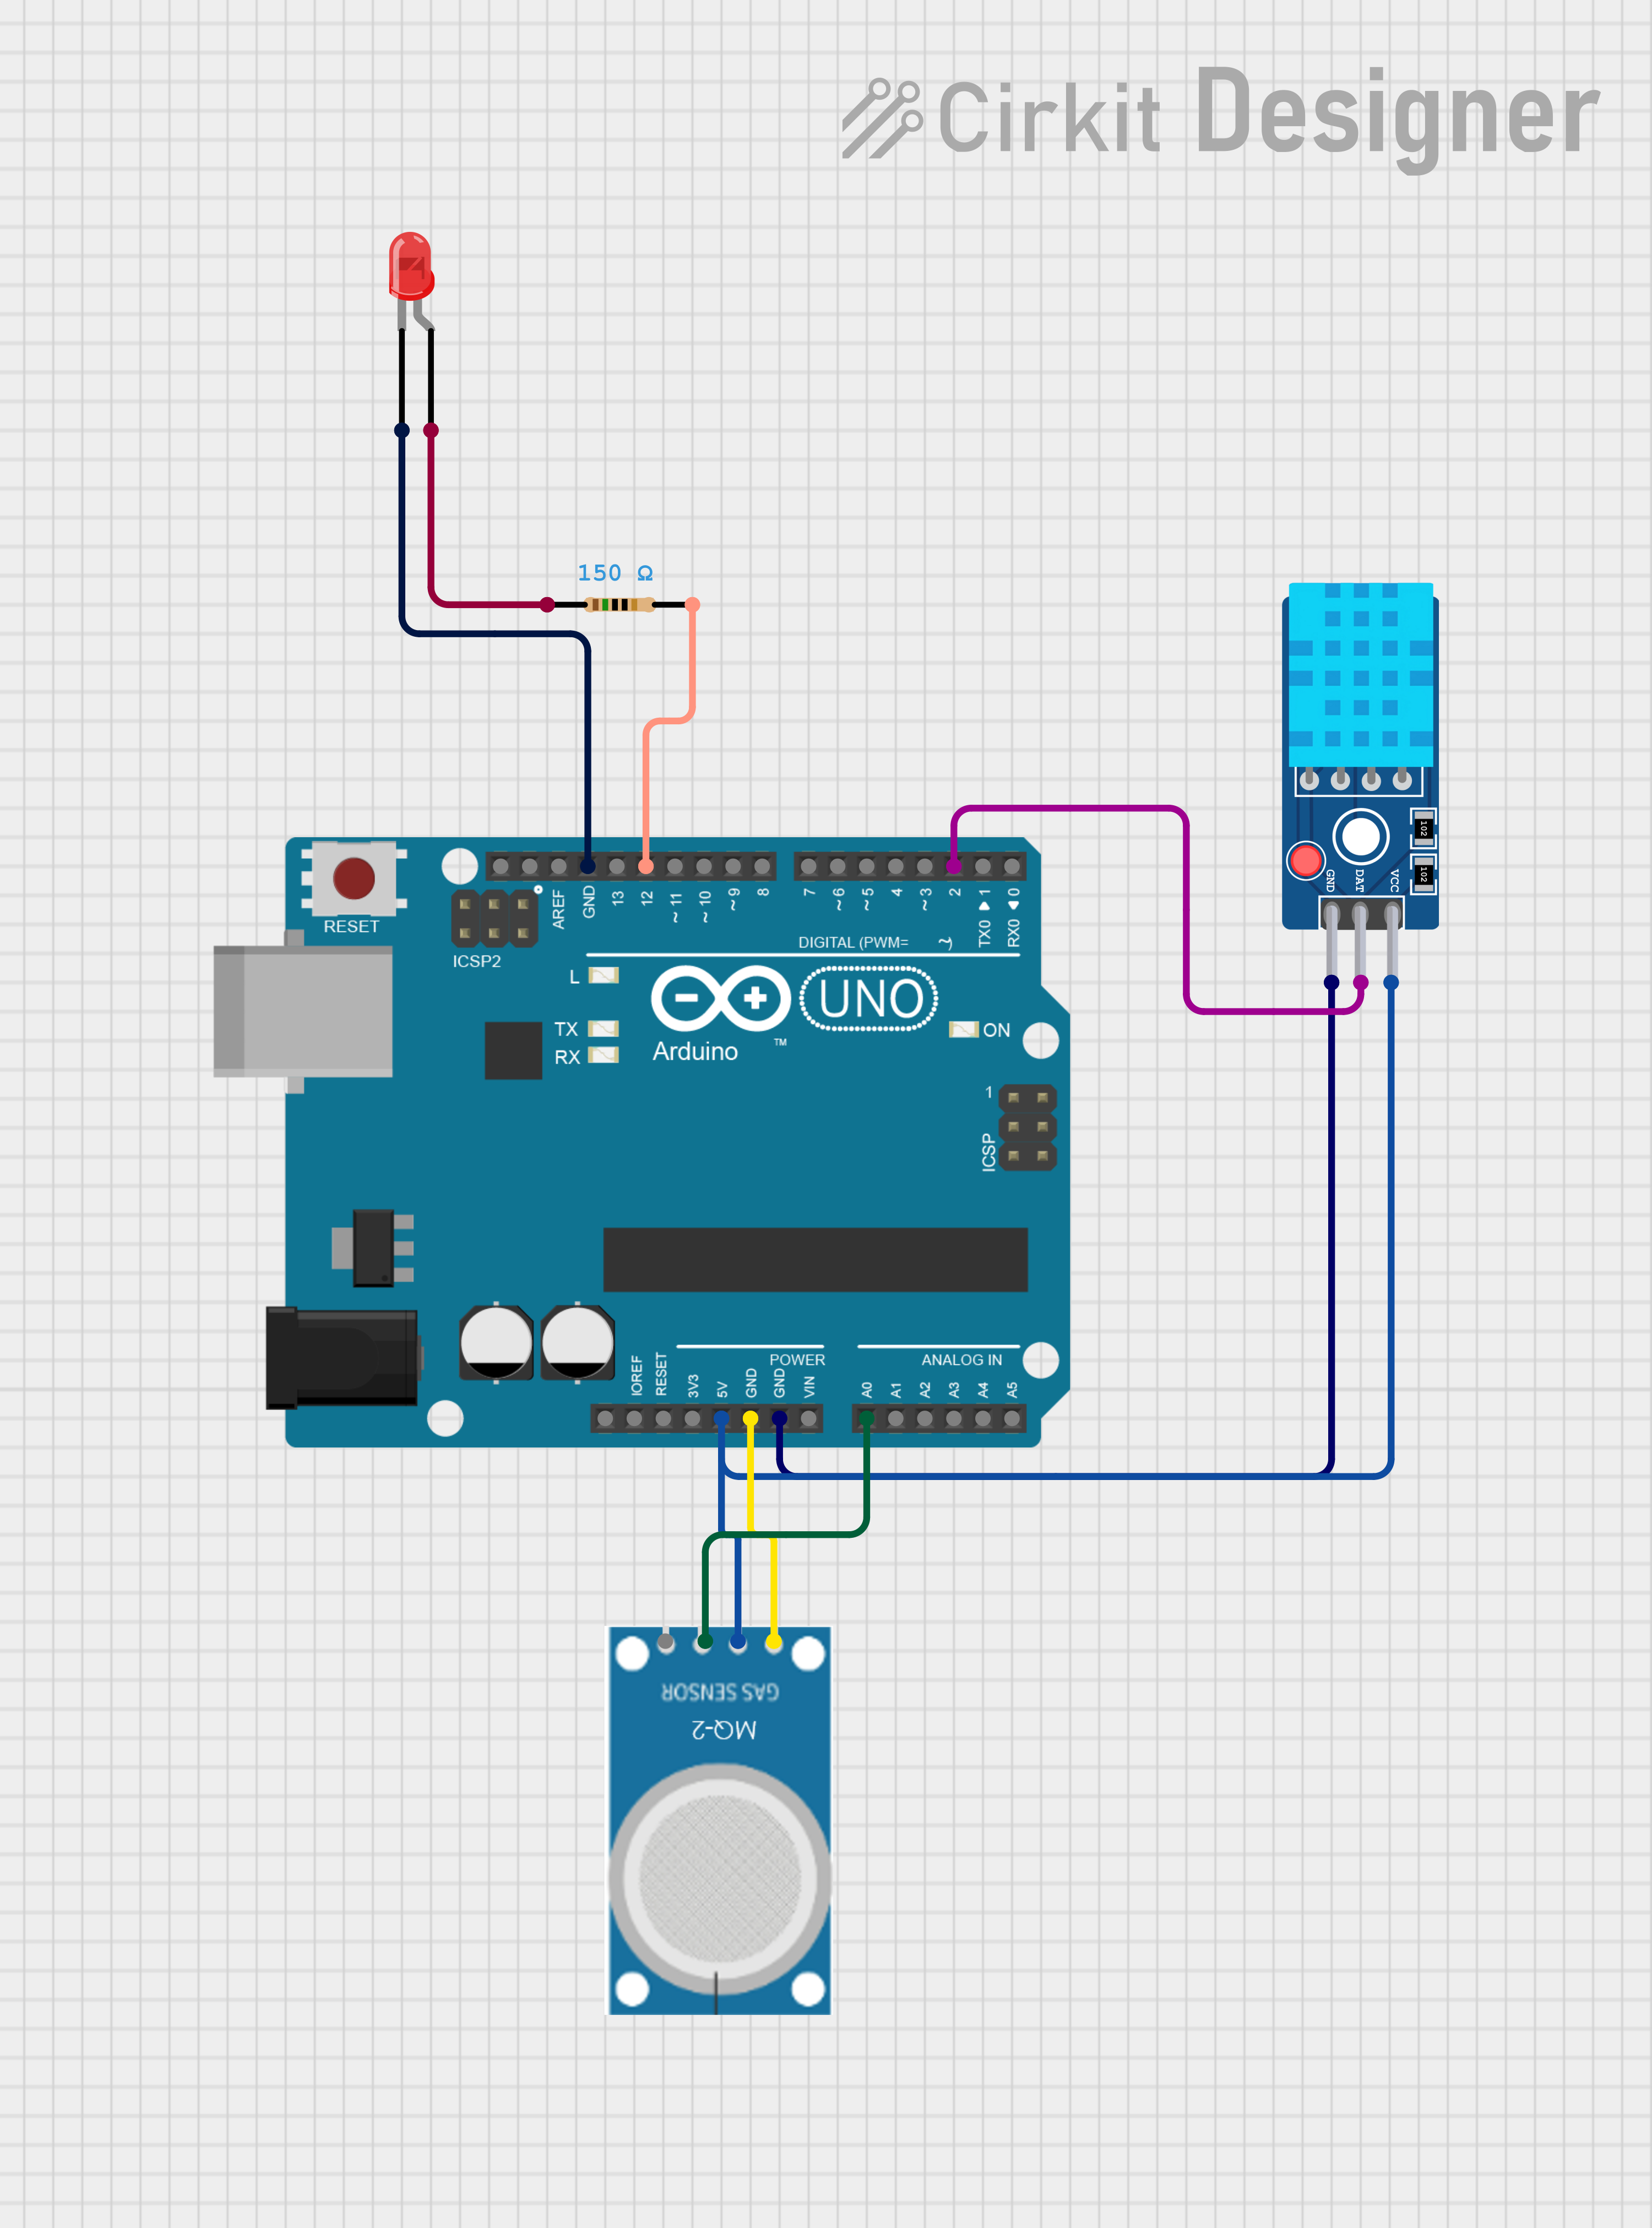 Cirkit Designer
150 Ω
RESET
ICSP2
AREF
GND
13
12
~ 11
~ 10
~ 9
8
7
~ 6
~ 5
4
~ 3
2
TX0 ▶ 1
RX0 ◀ 0
DIGITAL (PWM= ~)
L
TX
RX
UNO
Arduino
TM
ON
1
ICSP
POWER
ANALOG IN
IOREF
RESET
3V3
5V
GND
GND
VIN
A0
A1
A2
A3
A4
A5
102
102
GND
DAT
VCC
GAS SENSOR
MQ-2